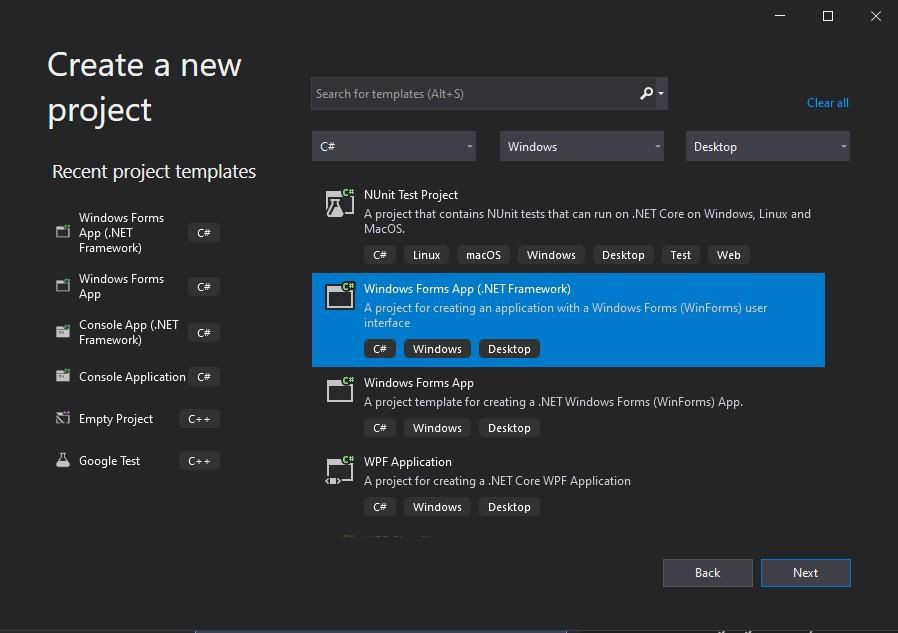 Create a new
project
Recent project templates
Windows Forms
App (.NET
Framework)
C#
Windows Forms
App
C#
Console App (.NET
Framework)
C#
Console Application
C#
Empty Project
C++
Google Test
C++
Search for templates (Alt+S)
Clear all
C#
Windows
Desktop
NUnit Test Project
A project that contains NUnit tests that can run on .NET Core on Windows, Linux and
MacOS.
C# Linux macOS Windows Desktop Test Web
Windows Forms App (.NET Framework)
A project for creating an application with a Windows Forms (WinForms) user
interface
C# Windows Desktop
Windows Forms App
A project template for creating a .NET Windows Forms (WinForms) App.
C# Windows Desktop
WPF Application
A project for creating a .NET Core WPF Application
C# Windows Desktop
Back
Next